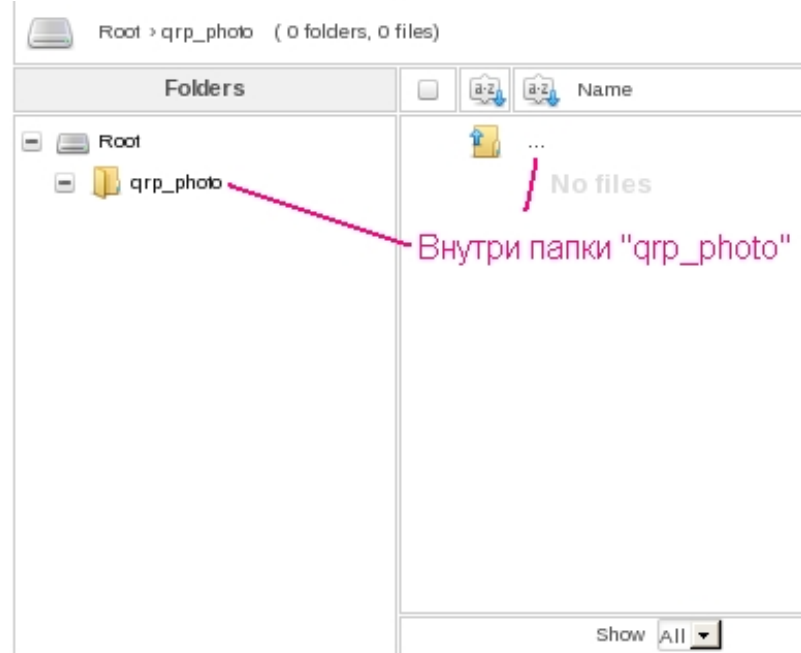 Root › qrp_photo ( 0 folders, 0 files)
Folders
a-z a-z Name
Root
...
qrp_photo
No files
Внутри папки "qrp_photo"
Show All